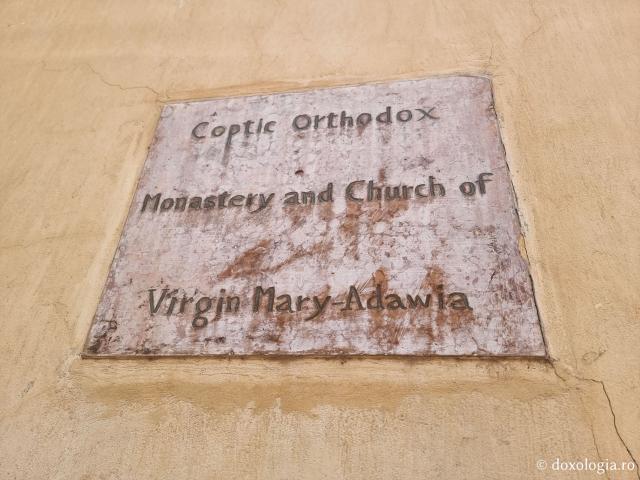 Coptic Orthodox
Monastery and Church of
Virgin Mary-Adawia
© doxologia.ro